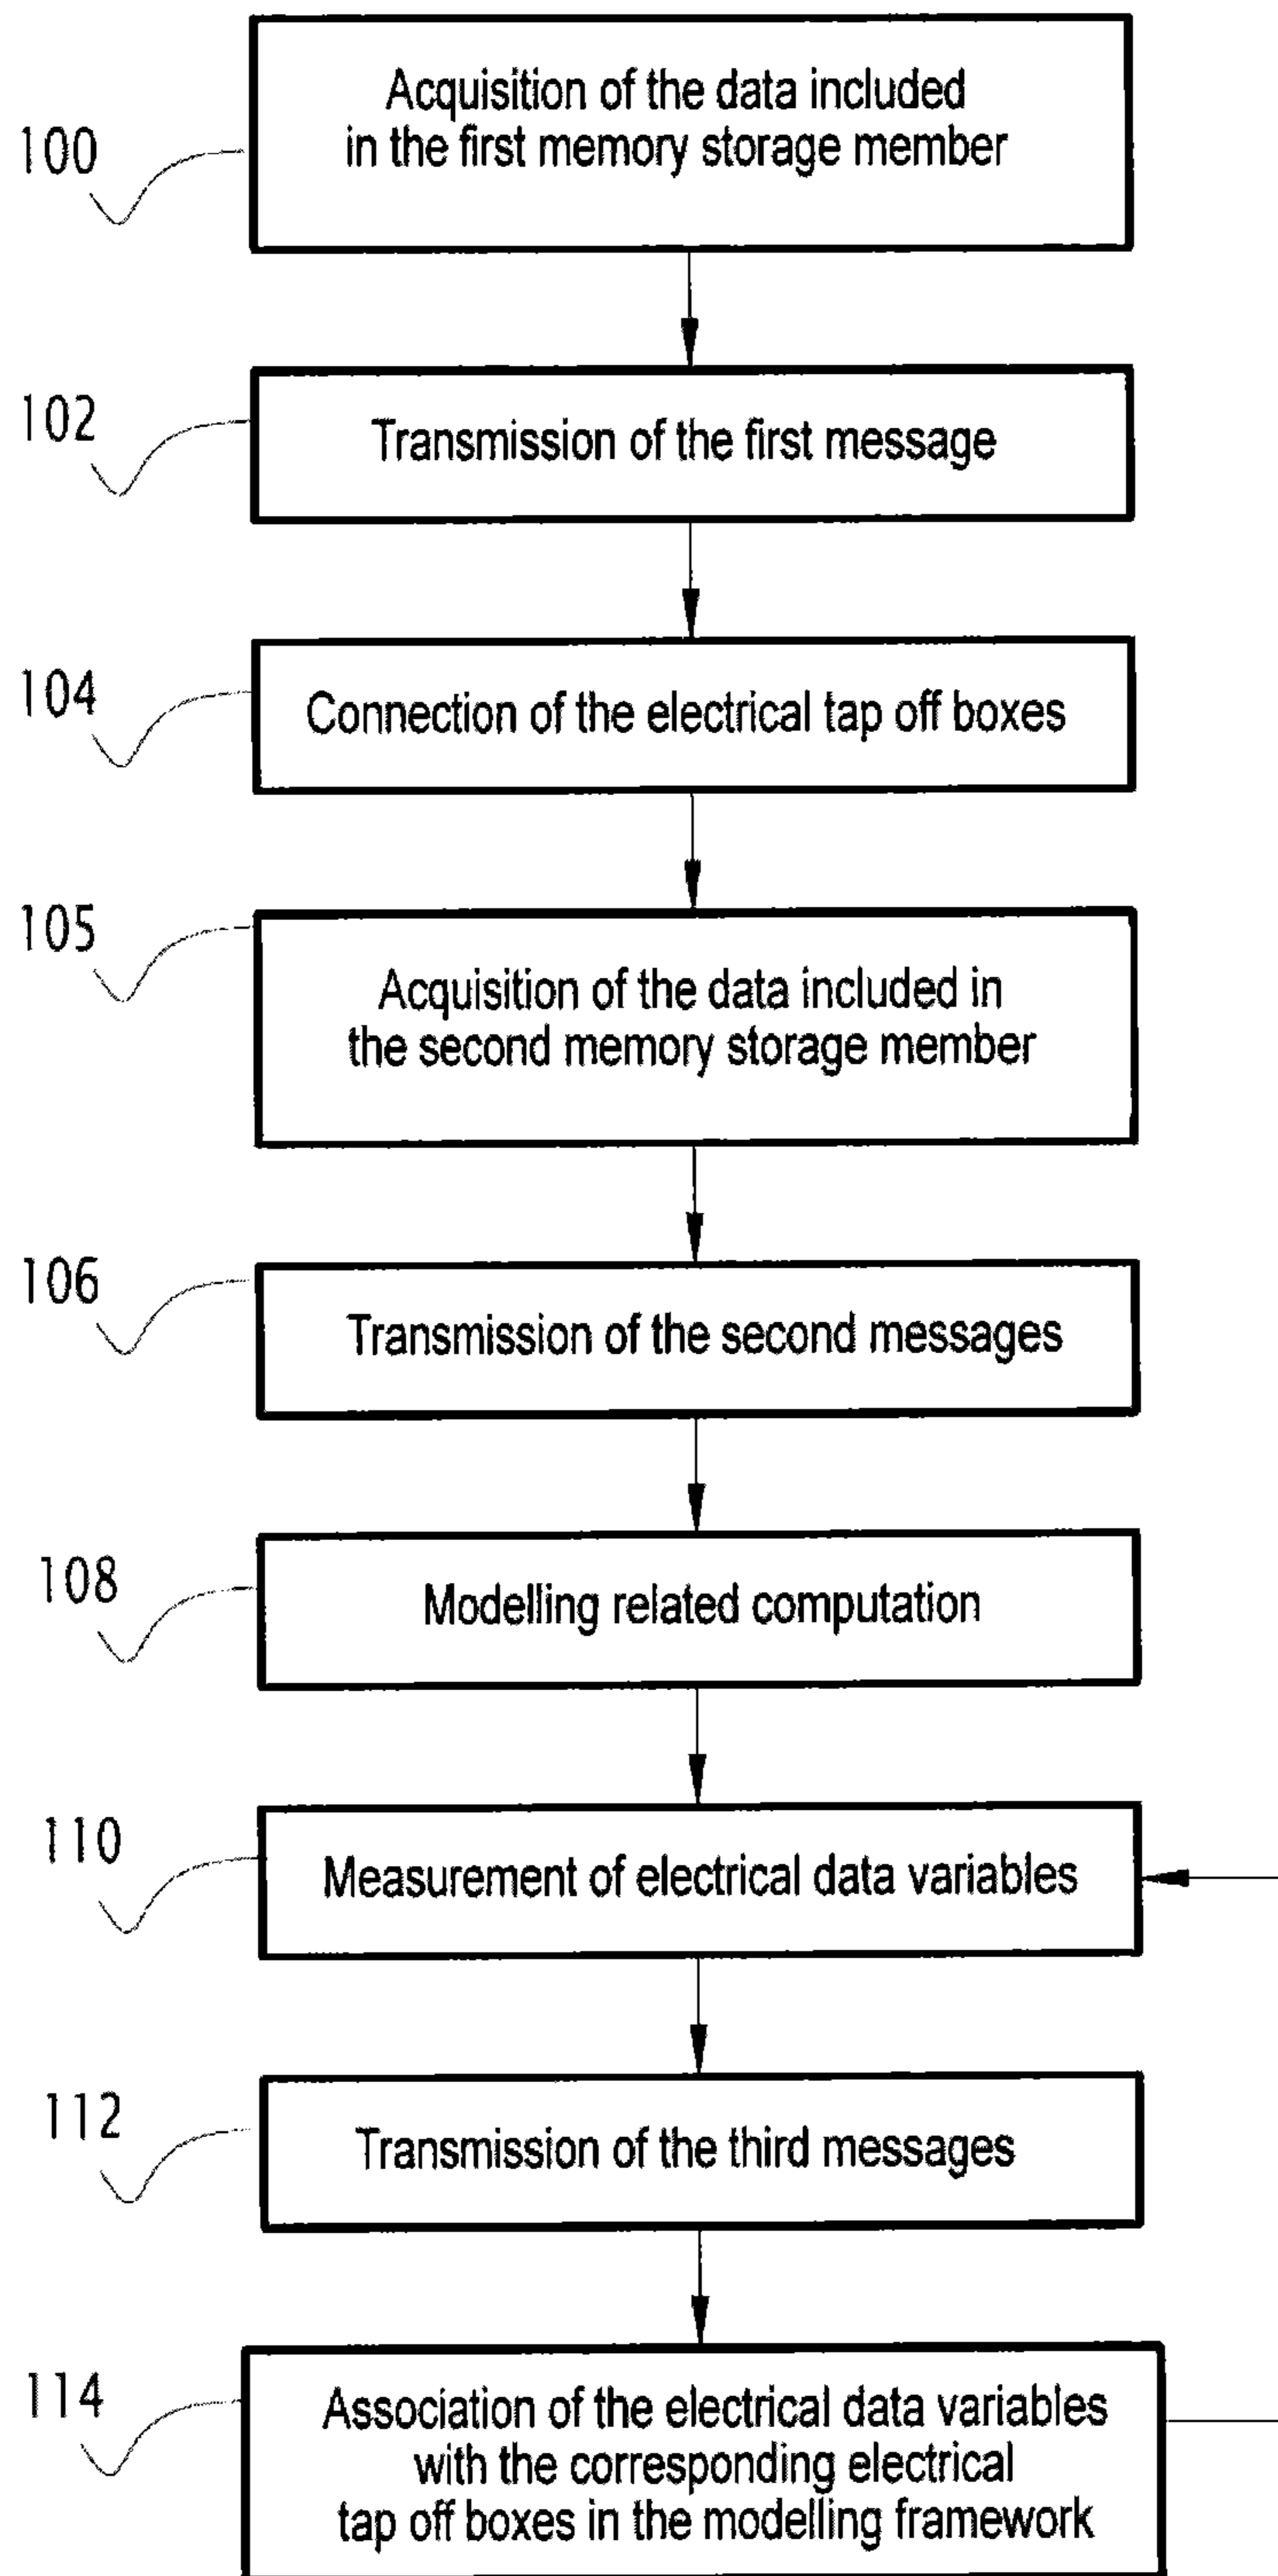 100
Acquisition of the data included
in the first memory storage member
102
Transmission of the first message
104
Connection of the electrical tap off boxes
105
Acquisition of the data included in
the second memory storage member
106
Transmission of the second messages
108
Modelling related computation
110
Measurement of electrical data variables
112
Transmission of the third messages
114
Association of the electrical data variables
with the corresponding electrical
tap off boxes in the modelling framework